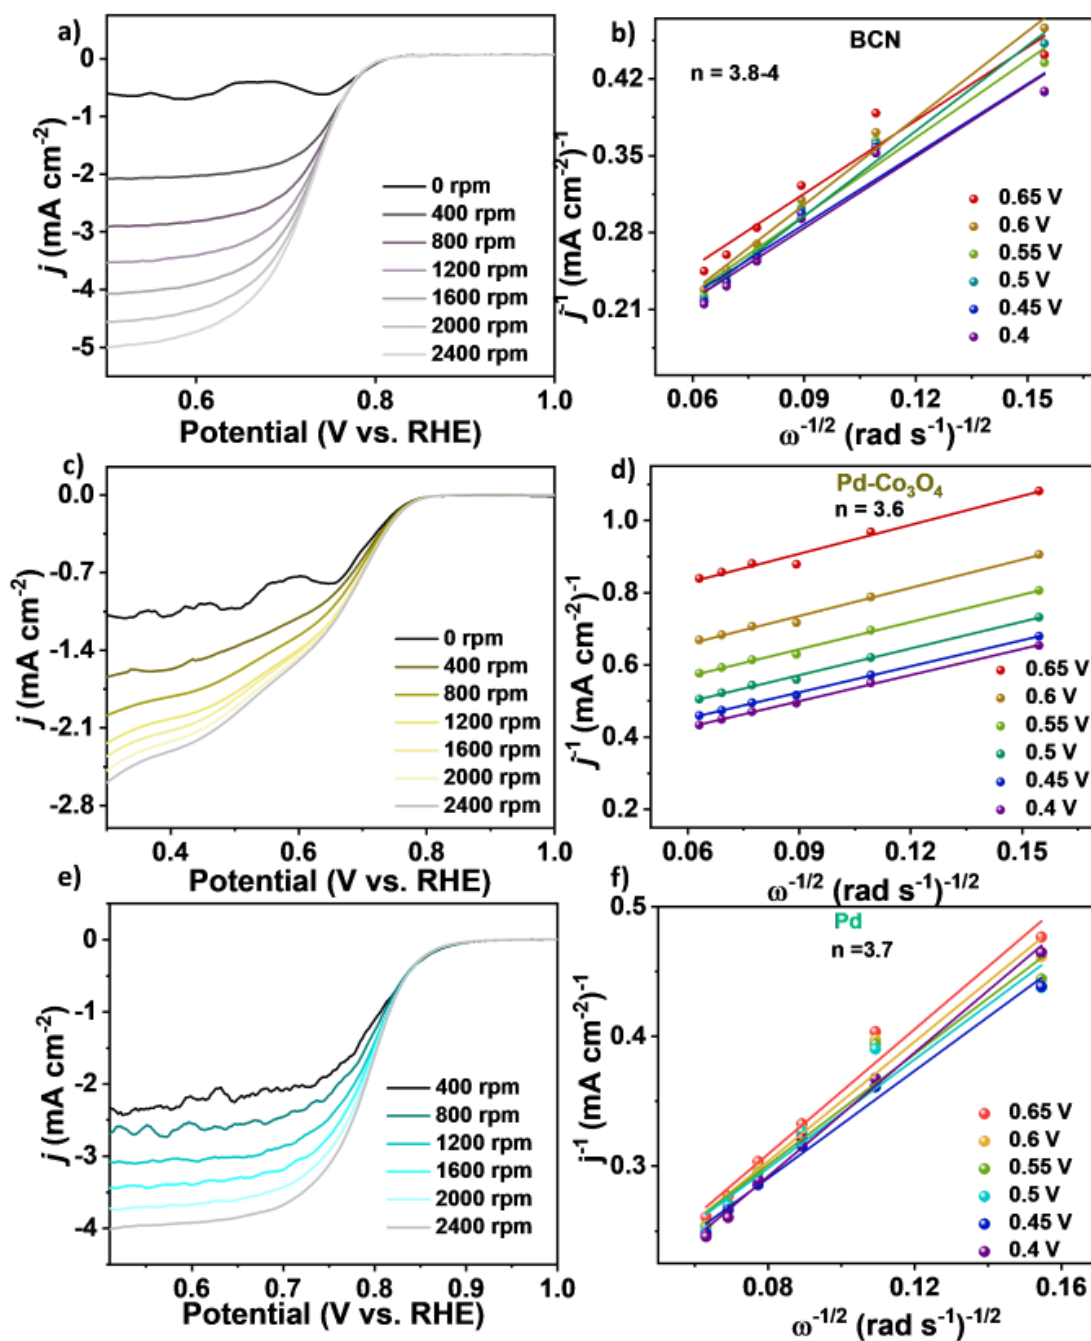 a)
0
-1
-2
-3
-4
-5
j (mA cm-2)
0 rpm
400 rpm
800 rpm
1200 rpm
1600 rpm
2000 rpm
2400 rpm
0.6
0.8
1.0
Potential (V vs. RHE)
b)
BCN
n = 3.8-4
0.42
0.35
0.28
0.21
j-1 (mA cm-2)-1
0.65 V
0.6 V
0.55 V
0.5 V
0.45 V
0.4
0.06
0.09
0.12
0.15
ω-1/2 (rad s-1)-1/2
c)
0.0
-0.7
-1.4
-2.1
-2.8
j (mA cm-2)
0 rpm
400 rpm
800 rpm
1200 rpm
1600 rpm
2000 rpm
2400 rpm
0.4
0.6
0.8
1.0
Potential (V vs. RHE)
d)
Pd-Co3O4
n = 3.6
1.0
0.8
0.6
0.4
0.2
j-1 (mA cm-2)-1
0.65 V
0.6 V
0.55 V
0.5 V
0.45 V
0.4 V
0.06
0.09
0.12
0.15
ω-1/2 (rad s-1)-1/2
e)
0
-1
-2
-3
-4
j (mA cm-2)
400 rpm
800 rpm
1200 rpm
1600 rpm
2000 rpm
2400 rpm
0.6
0.7
0.8
0.9
1.0
Potential (V vs. RHE)
f)
Pd
n =3.7
0.5
0.4
0.3
j-1 (mA cm-2)-1
0.65 V
0.6 V
0.55 V
0.5 V
0.45 V
0.4 V
0.08
0.12
0.16
ω-1/2 (rad s-1)-1/2